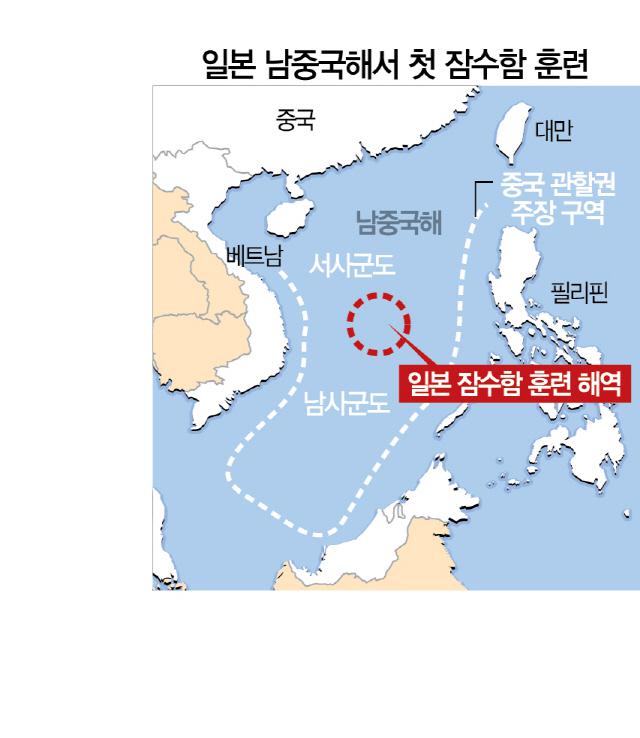 일본 남중국해서 첫 잠수함 훈련
중국
대만
중국 관할권
주장 구역
남중국해
베트남
서사군도
필리핀
일본 잠수함 훈련 해역
남사군도